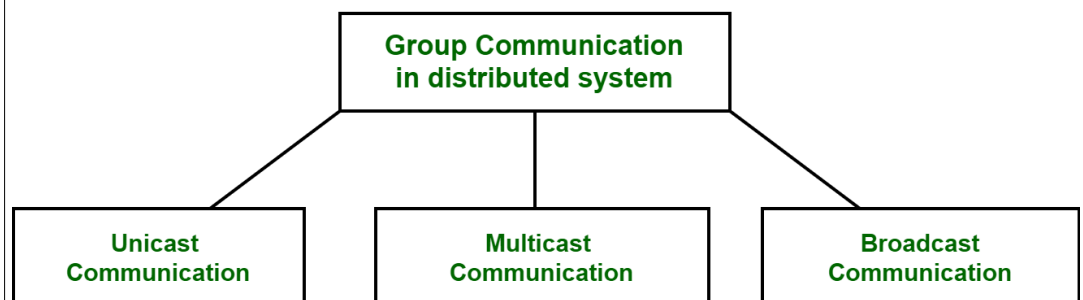 Group Communication
in distributed system
Unicast
Communication
Multicast
Communication
Broadcast
Communication